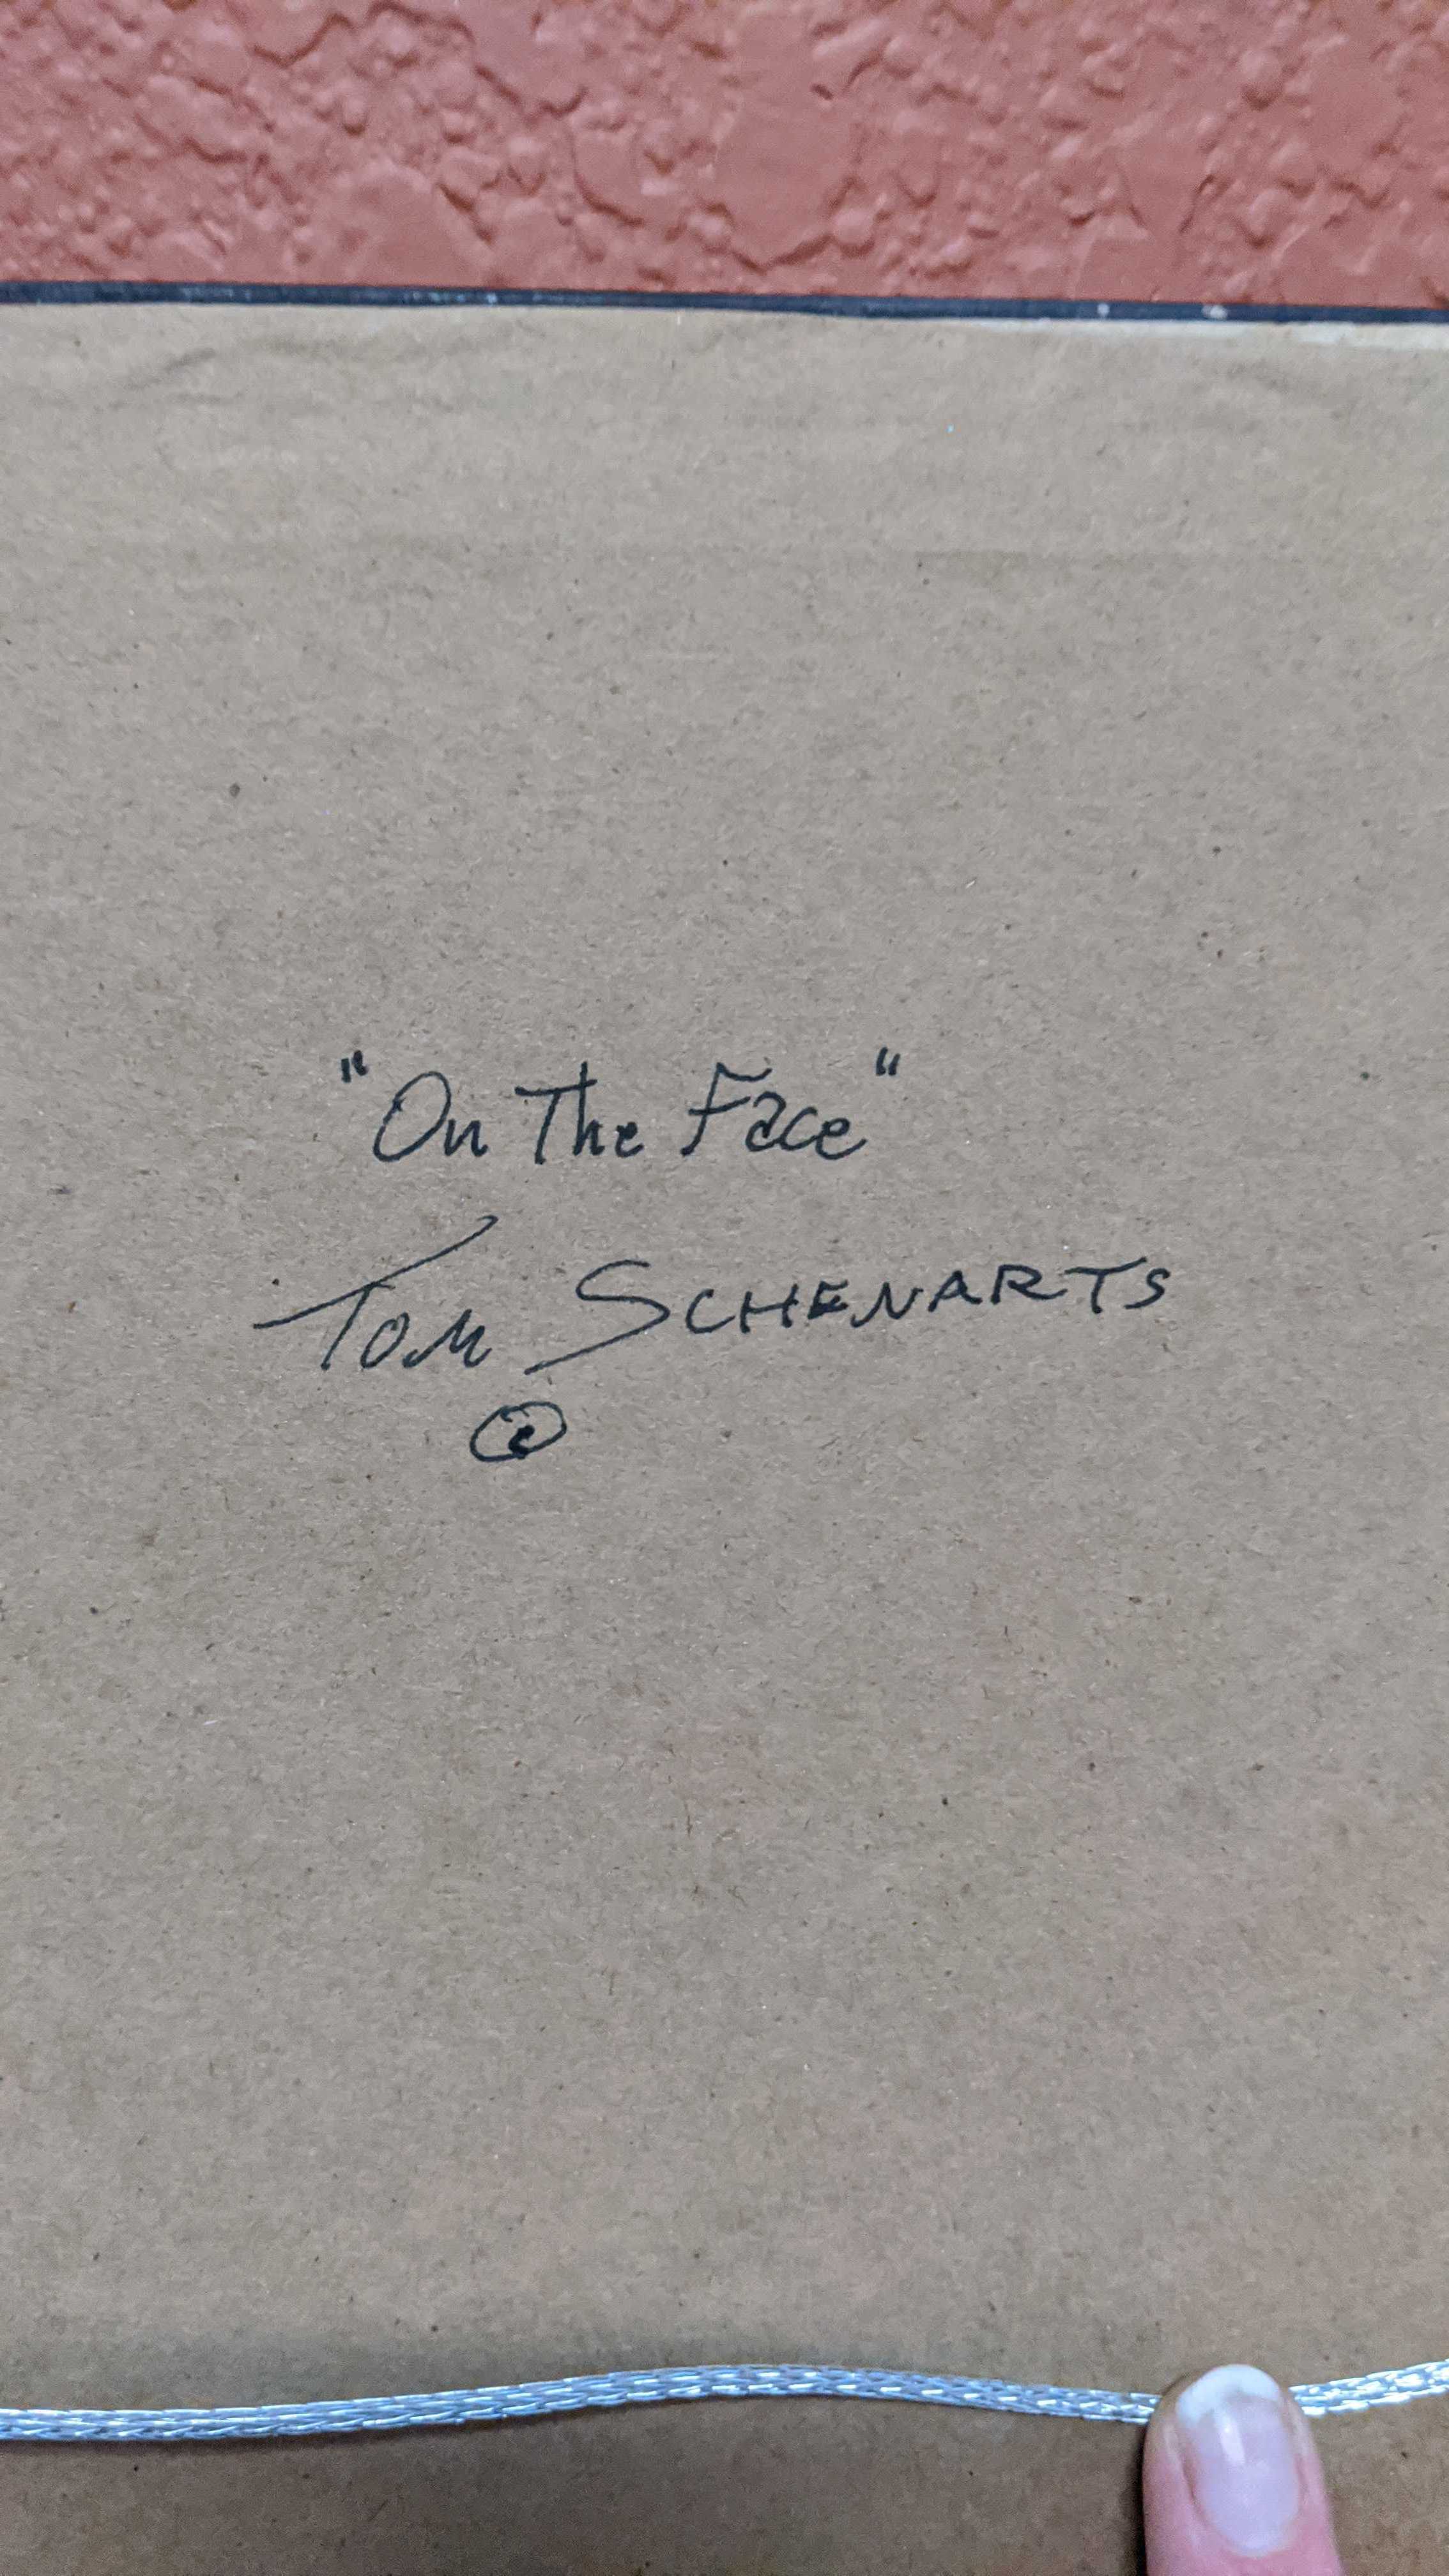 "On The Face"
Tom SCHENARTS
©